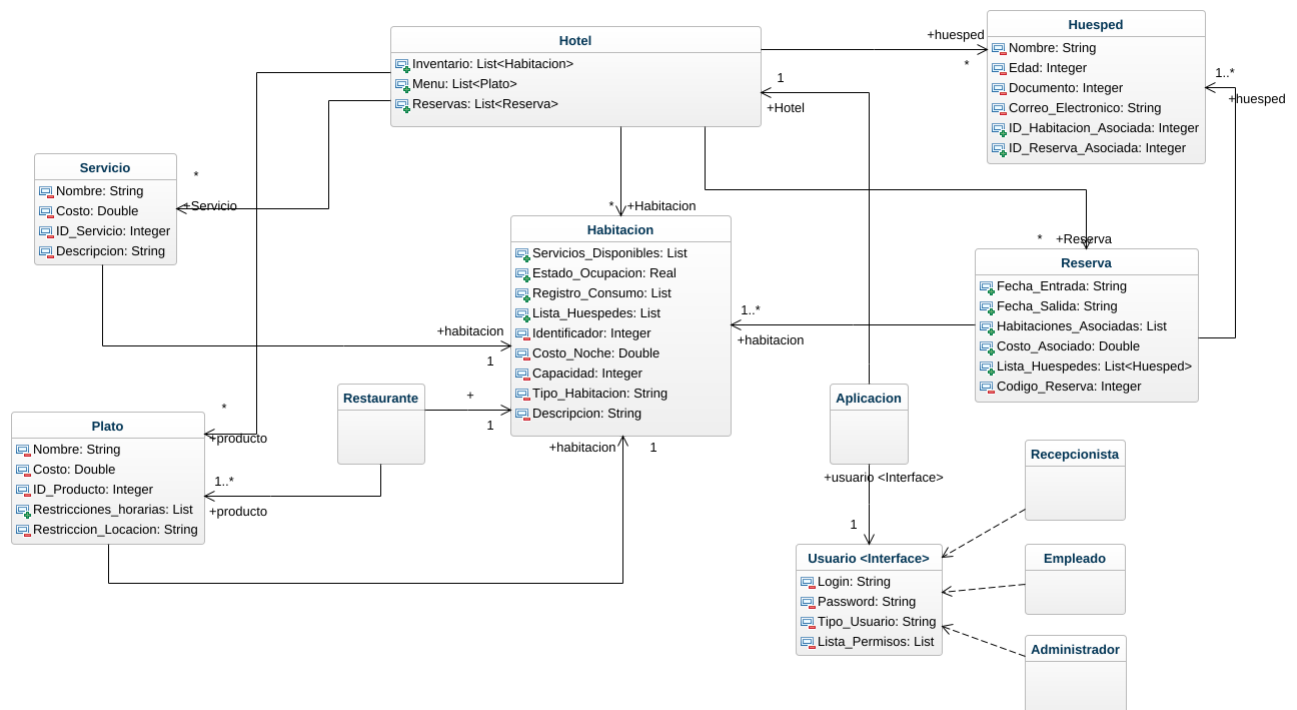 Hotel
Inventario: List<Habitacion>
Menu: List<Plato>
Reservas: List<Reserva>
+huesped
*
Huesped
Nombre: String
Edad: Integer
Documento: Integer
Correo_Electronico: String
ID_Habitacion_Asociada: Integer
ID_Reserva_Asociada: Integer
1
+Hotel
1..*
+huesped
Servicio
Nombre: String
Costo: Double
ID_Servicio: Integer
Descripcion: String
*
+Servicio
* +Habitacion
Habitacion
Servicios_Disponibles: List
Estado_Ocupacion: Real
Registro_Consumo: List
Lista_Huespedes: List
Identificador: Integer
Costo_Noche: Double
Capacidad: Integer
Tipo_Habitacion: String
Descripcion: String
* +Reserva
Reserva
Fecha_Entrada: String
Fecha_Salida: String
Habitaciones_Asociadas: List
Costo_Asociado: Double
Lista_Huespedes: List<Huesped>
Codigo_Reserva: Integer
1..*
+habitacion
+habitacion
1
Restaurante
+
1
Aplicacion
*
+producto
Plato
Nombre: String
Costo: Double
ID_Producto: Integer
Restricciones_horarias: List
Restriccion_Locacion: String
1..*
+producto
+habitacion 1
+usuario <Interface>
1
Usuario <Interface>
Login: String
Password: String
Tipo_Usuario: String
Lista_Permisos: List
Recepcionista
Empleado
Administrador